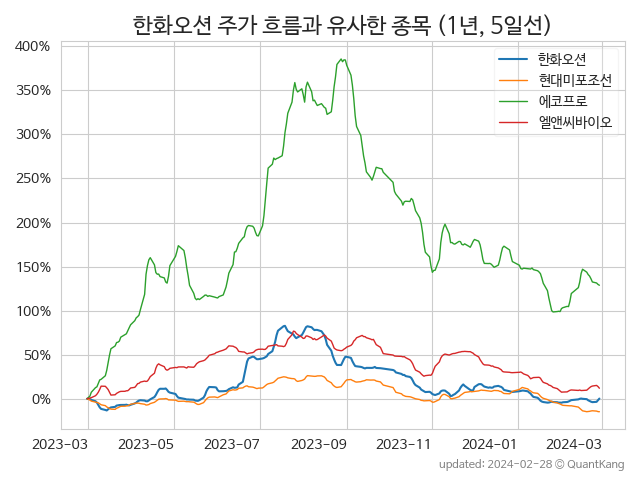 한화오션 주가 흐름과 유사한 종목 (1년, 5일선)
400%
350%
300%
250%
200%
150%
100%
50%
0%
한화오션
현대미포조선
에코프로
엘앤씨바이오
2023-03
2023-05
2023-07
2023-09
2023-11
2024-01
2024-03
updated: 2024-02-28 © QuantKang